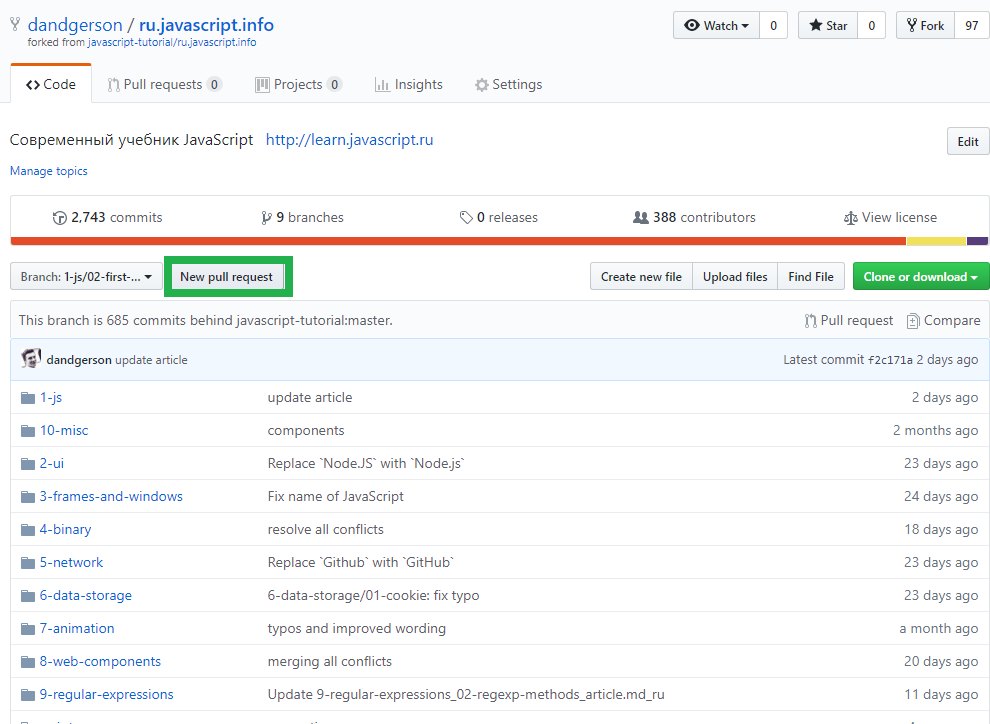 dandgerson / ru.javascript.info
forked from javascript-tutorial/ru.javascript.info
Watch 0 Star 0 Fork 97
Code Pull requests 0 Projects 0 Insights Settings
Современный учебник JavaScript http://learn.javascript.ru
Edit
Manage topics
2,743 commits 9 branches 0 releases 388 contributors View license
Branch: 1-js/02-first-... New pull request Create new file Upload files Find File Clone or download
This branch is 685 commits behind javascript-tutorial:master. Pull request Compare
dandgerson update article Latest commit f2c171a 2 days ago
1-js update article 2 days ago
10-misc components 2 months ago
2-ui Replace `Node.JS` with `Node.js` 23 days ago
3-frames-and-windows Fix name of JavaScript 24 days ago
4-binary resolve all conflicts 18 days ago
5-network Replace `Github` with `GitHub` 23 days ago
6-data-storage 6-data-storage/01-cookie: fix typo 23 days ago
7-animation typos and improved wording a month ago
8-web-components merging all conflicts 20 days ago
9-regular-expressions Update 9-regular-expressions_02-regexp-methods_article.md_ru 11 days ago